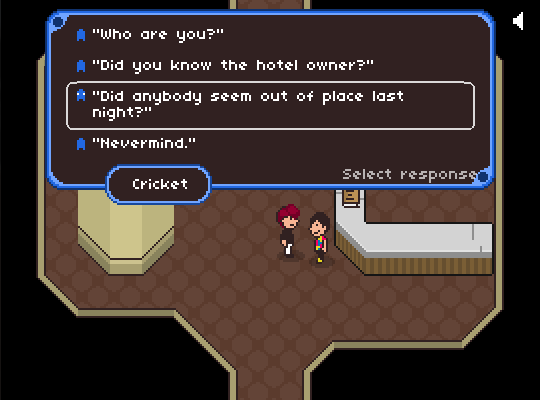 "Who are you?"
"Did you know the hotel owner?"
"Did anybody seem out of place last
night?"
"Nevermind."
Select response
Cricket